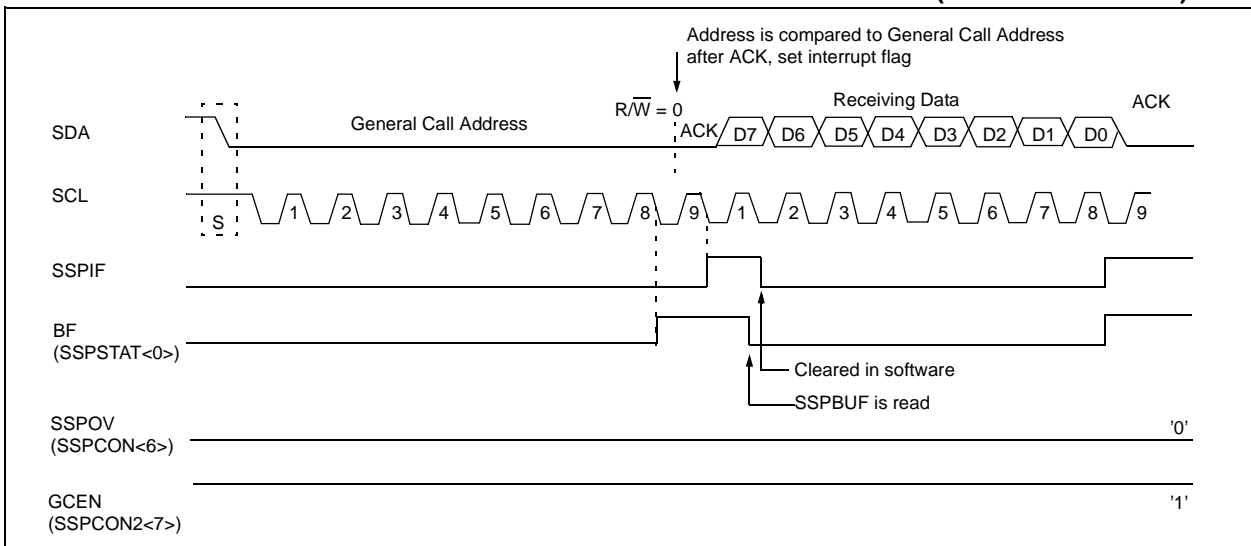 Address is compared to General Call Address
after ACK, set interrupt flag
R/W = 0
Receiving Data
ACK
SDA
General Call Address
ACK
D7 D6 D5 D4 D3 D2 D1 D0
SCL
S
1 2 3 4 5 6 7 8 9 1 2 3 4 5 6 7 8 9
SSPIF
BF
(SSPSTAT<0>)
Cleared in software
SSPBUF is read
SSPOV
(SSPCON<6>)
'0'
GCEN
(SSPCON2<7>)
'1'